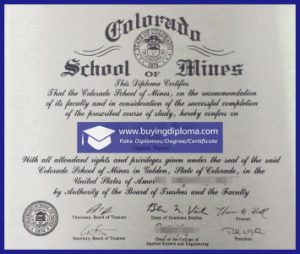 Colorado
School of Mines
This Diploma Certifies
That the Colorado School of Mines, on the recommendation
of its faculty and in consideration of the successful completion
of the prescribed course of study, hereby confers on
www.buyingdiploma.com
Fake Diplomas/Degree/Certificate
With all attendant rights and privileges given under the seal of the said
Colorado School of Mines in Golden, State of Colorado, in the
United States of Amer
by Authority of the Board of Trustees and the Faculty
Chairman, Board of Trustees
Dean of Graduate Studies
President
Secretary, Board of Trustees
Dean of the College of
Applied Science and Engineering